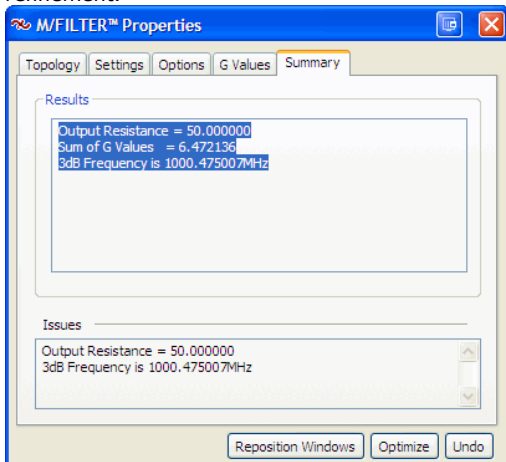 refinement.
M/FILTER™ Properties
Topology Settings Options G Values Summary
Results
Output Resistance = 50.000000
Sum of G Values = 6.472136
3dB Frequency is 1000.475007MHz
Issues
Output Resistance = 50.000000
3dB Frequency is 1000.475007MHz
Reposition Windows Optimize Undo